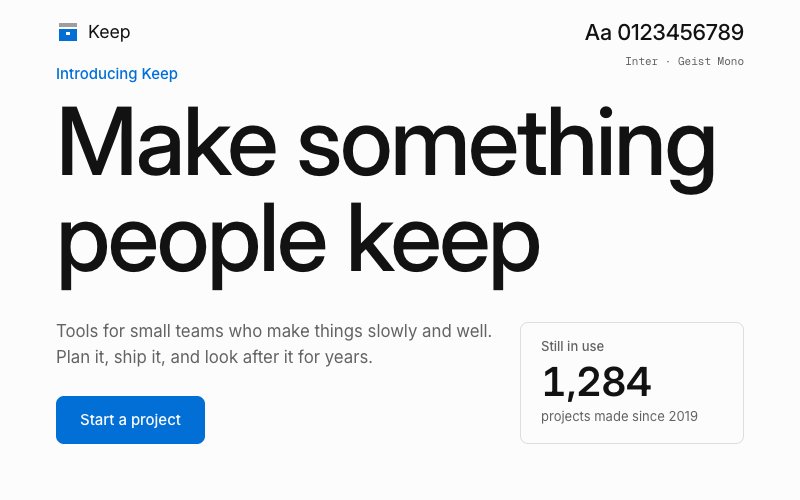 Keep
Aa 0123456789
Inter · Geist Mono
Introducing Keep
Make something
people keep
Tools for small teams who make things slowly and well.
Plan it, ship it, and look after it for years.
Start a project
Still in use
1,284
projects made since 2019